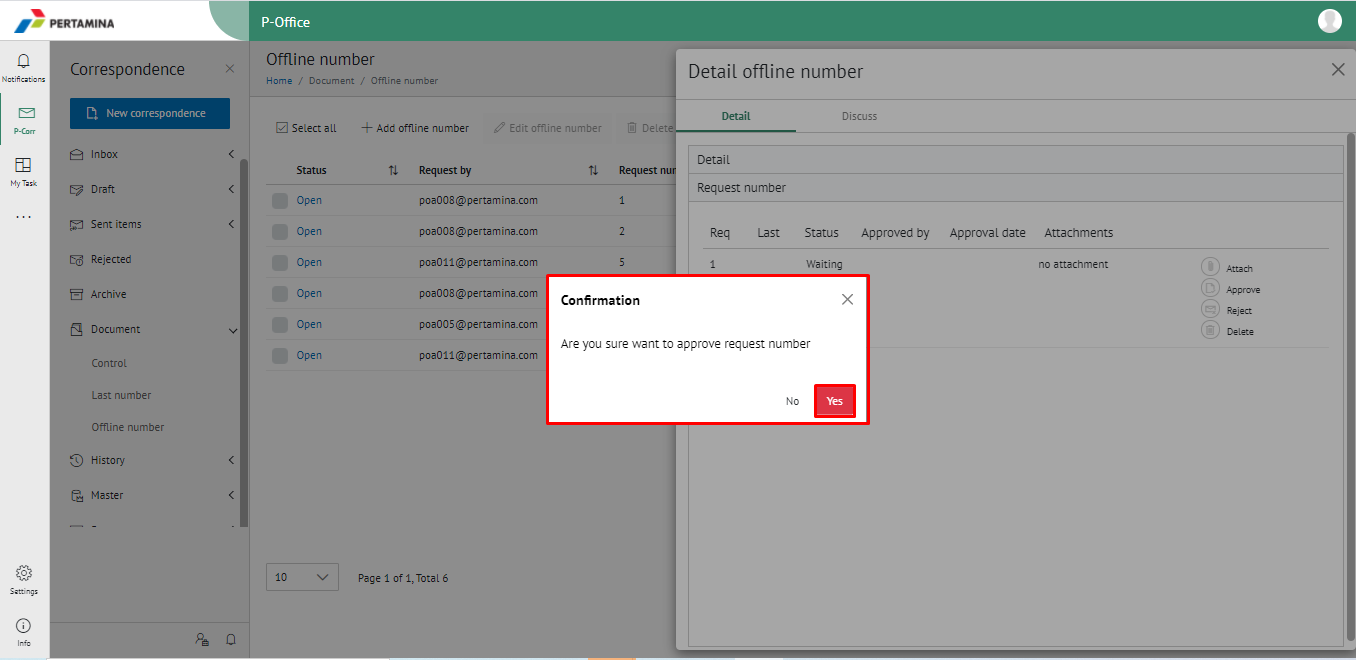 PERTAMINA
P-Office
Notifications
P-Corr
My Task
...
Settings
Info
Correspondence
New correspondence
Inbox
Draft
Sent items
Rejected
Archive
Document
Control
Last number
Offline number
History
Master
Offline number
Home / Document / Offline number
Select all
Add offline number
Edit offline number
Delete
Status Request by Request nur
Open poa008@pertamina.com 1
Open poa008@pertamina.com 2
Open poa011@pertamina.com 5
Open poa008@pertamina.com
Open poa005@pertamina.com
Open poa011@pertamina.com
10
Page 1 of 1, Total 6
Detail offline number
Detail
Discuss
Detail
Request number
Req Last Status Approved by Approval date Attachments
1 Waiting no attachment
Attach
Approve
Reject
Delete
Confirmation
Are you sure want to approve request number
No
Yes